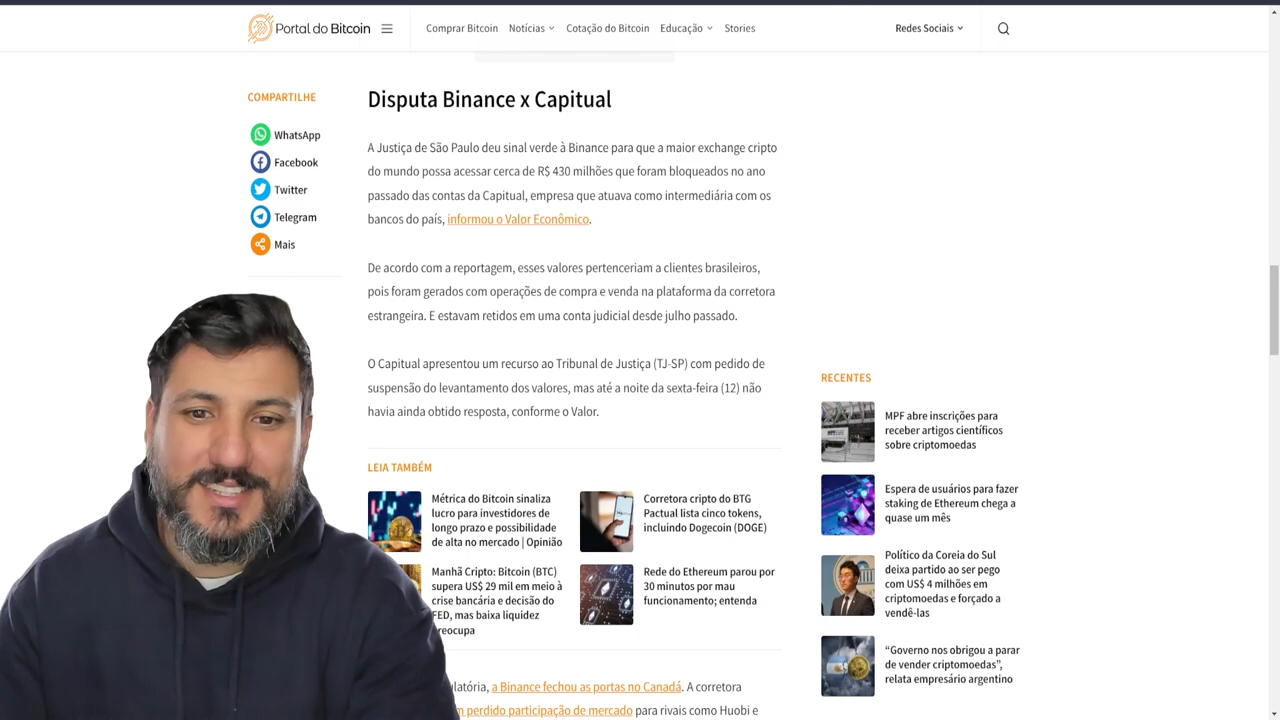 Portal do Bitcoin
Comprar Bitcoin
Notícias
Cotação do Bitcoin
Educação
Stories
Redes Sociais
COMPARTILHE
WhatsApp
Facebook
Twitter
Telegram
Mais
Disputa Binance x Capitual
A Justiça de São Paulo deu sinal verde à Binance para que a maior exchange cripto
do mundo possa acessar cerca de R$ 430 milhões que foram bloqueados no ano
passado das contas da Capitual, empresa que atuava como intermediária com os
bancos do país, informou o Valor Econômico.
De acordo com a reportagem, esses valores pertenceriam a clientes brasileiros,
pois foram gerados com operações de compra e venda na plataforma da corretora
estrangeira. E estavam retidos em uma conta judicial desde julho passado.
O Capitual apresentou um recurso ao Tribunal de Justiça (TJ-SP) com pedido de
suspensão do levantamento dos valores, mas até a noite da sexta-feira (12) não
havia ainda obtido resposta, conforme o Valor.
LEIA TAMBÉM
Métrica do Bitcoin sinaliza
lucro para investidores de
longo prazo e possibilidade
de alta no mercado | Opinião
Corretora cripto do BTG
Pactual lista cinco tokens,
incluindo Dogecoin (DOGE)
Manhã Cripto: Bitcoin (BTC)
supera US$ 29 mil em meio à
crise bancária e decisão do
FED, mas baixa liquidez
preocupa
Rede do Ethereum parou por
30 minutos por mau
funcionamento; entenda
a Binance fechou as portas no Canadá. A corretora
perdido participação de mercado para rivais como Huobi e
RECENTES
MPF abre inscrições para
receber artigos científicos
sobre criptomoedas
Espera de usuários para fazer
staking de Ethereum chega a
quase um mês
Político da Coreia do Sul
deixa partido ao ser pego
com US$ 4 milhões em
criptomoedas e forçado a
vendê-las
“Governo nos obrigou a parar
de vender criptomoedas”,
relata empresário argentino